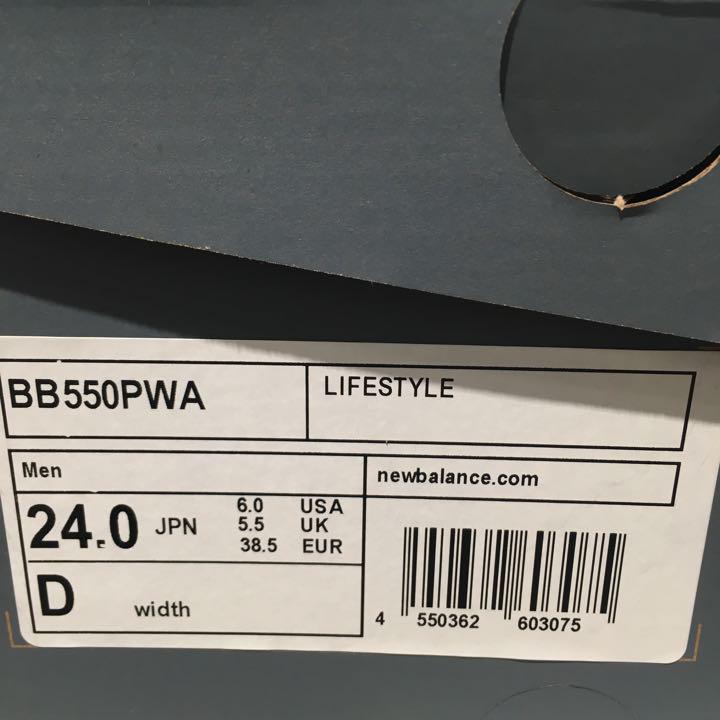 BB550PWA
LIFESTYLE
Men
newbalance.com
24.0 JPN
6.0 USA
5.5 UK
38.5 EUR
D width
4 550362 603075